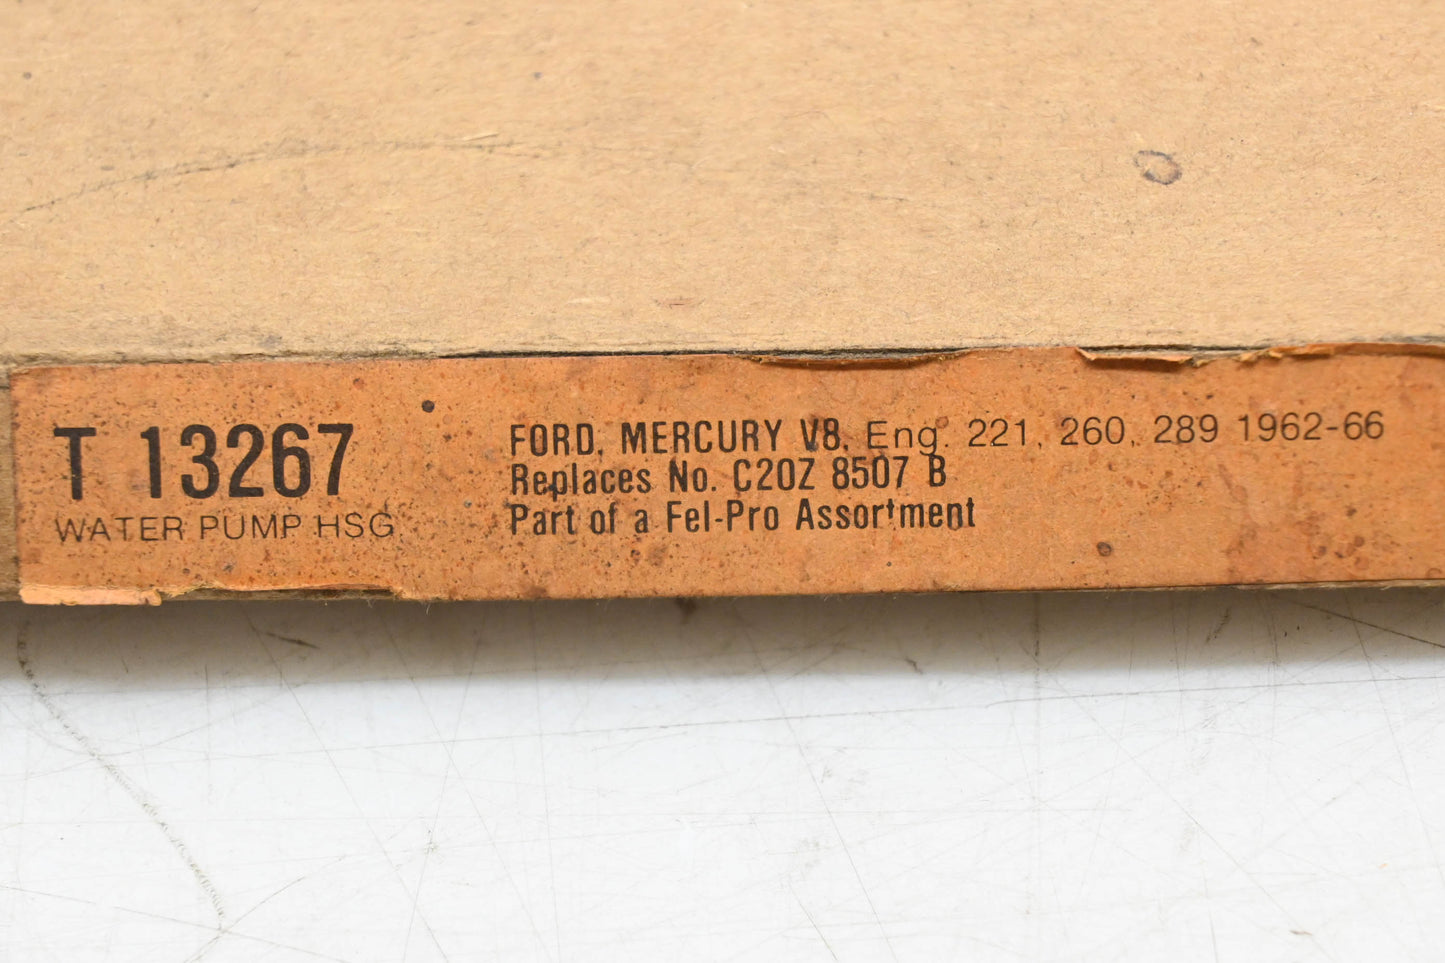 T 13267
WATER PUMP HSG
FORD, MERCURY V8, Eng. 221, 260, 289 1962-66
Replaces No. C2OZ 8507 B
Part of a Fel-Pro Assortment